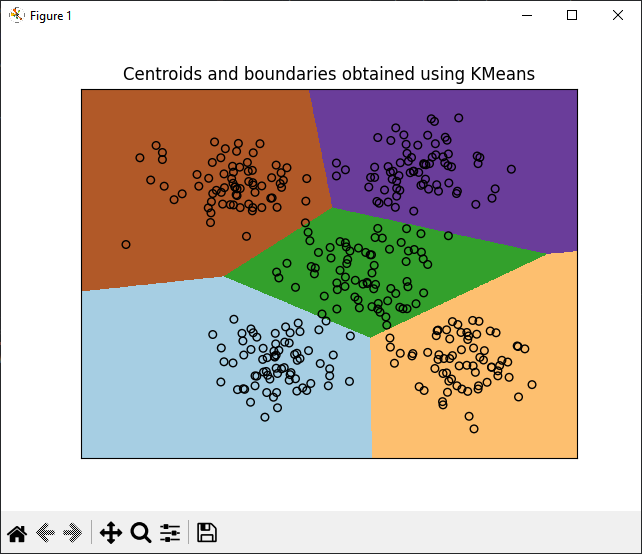 Figure 1
Centroids and boundaries obtained using KMeans